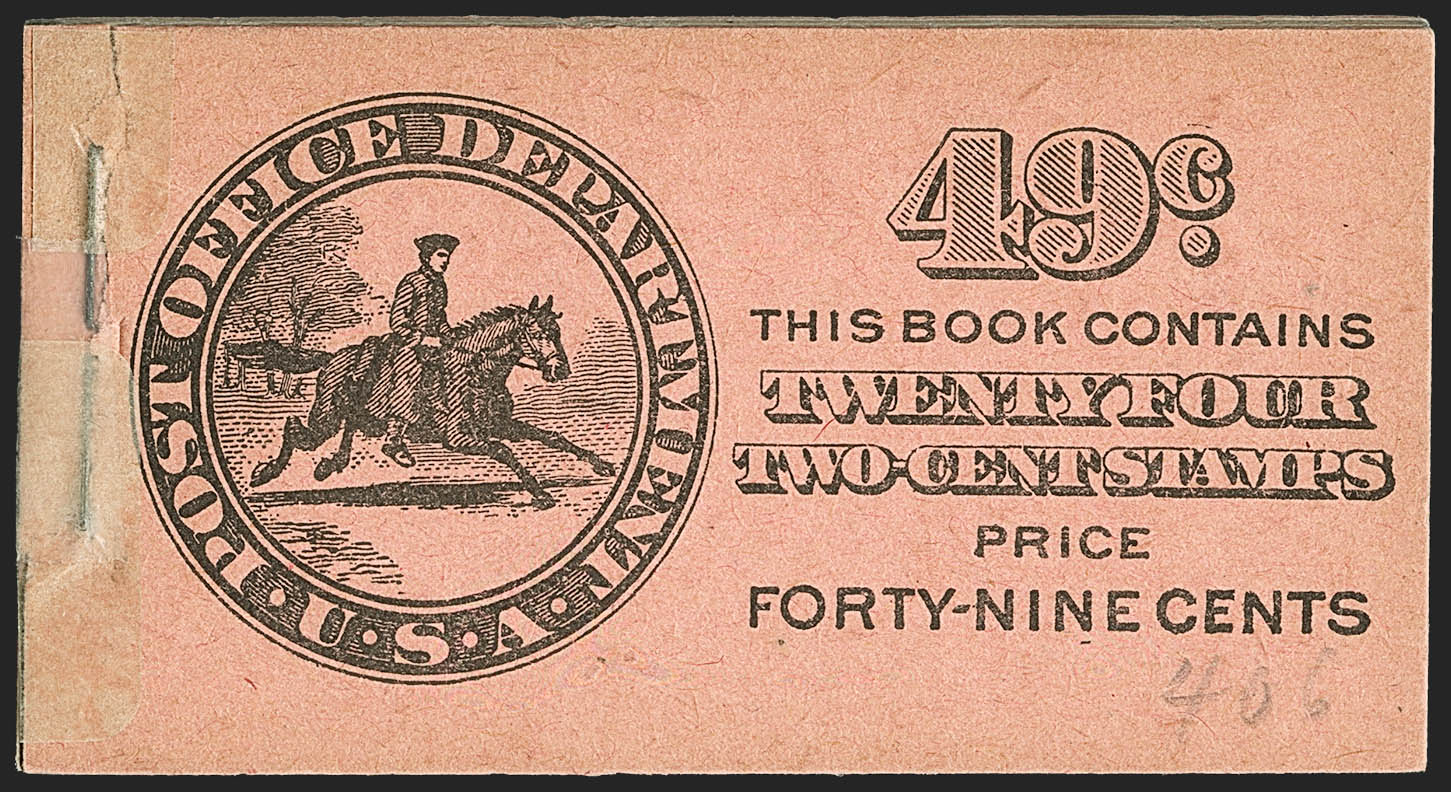 POST OFFICE DEPARTMENT
·U·S·A·
49¢
THIS BOOK CONTAINS
TWENTY FOUR
TWO-CENT STAMPS
PRICE
FORTY-NINE CENTS
406